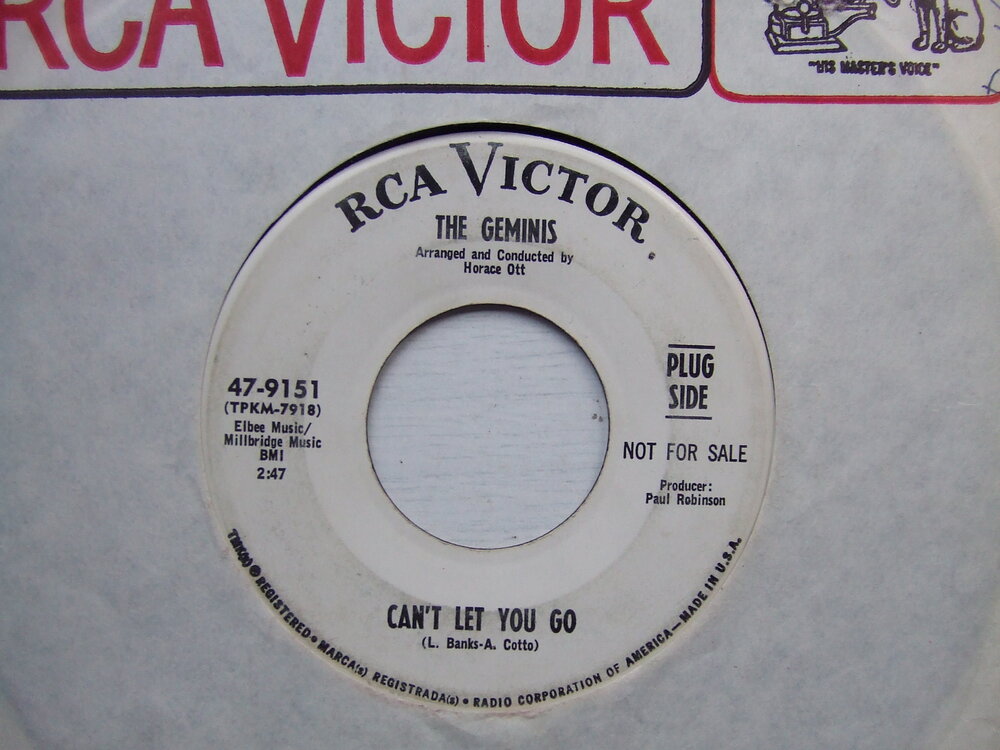 RCA VICTOR
"HIS MASTER'S VOICE"
RCA VICTOR
THE GEMINIS
Arranged and Conducted by
Horace Ott
47-9151
(TPKM-7918)
Elbee Music/
Millbridge Music
BMI
2:47
PLUG
SIDE
NOT FOR SALE
Producer:
Paul Robinson
CAN'T LET YOU GO
(L. Banks-A. Cotto)
TMK(s) ® REGISTERED • MARCA(s) REGISTRADA(s) • RADIO CORPORATION OF AMERICA—MADE IN U.S.A.